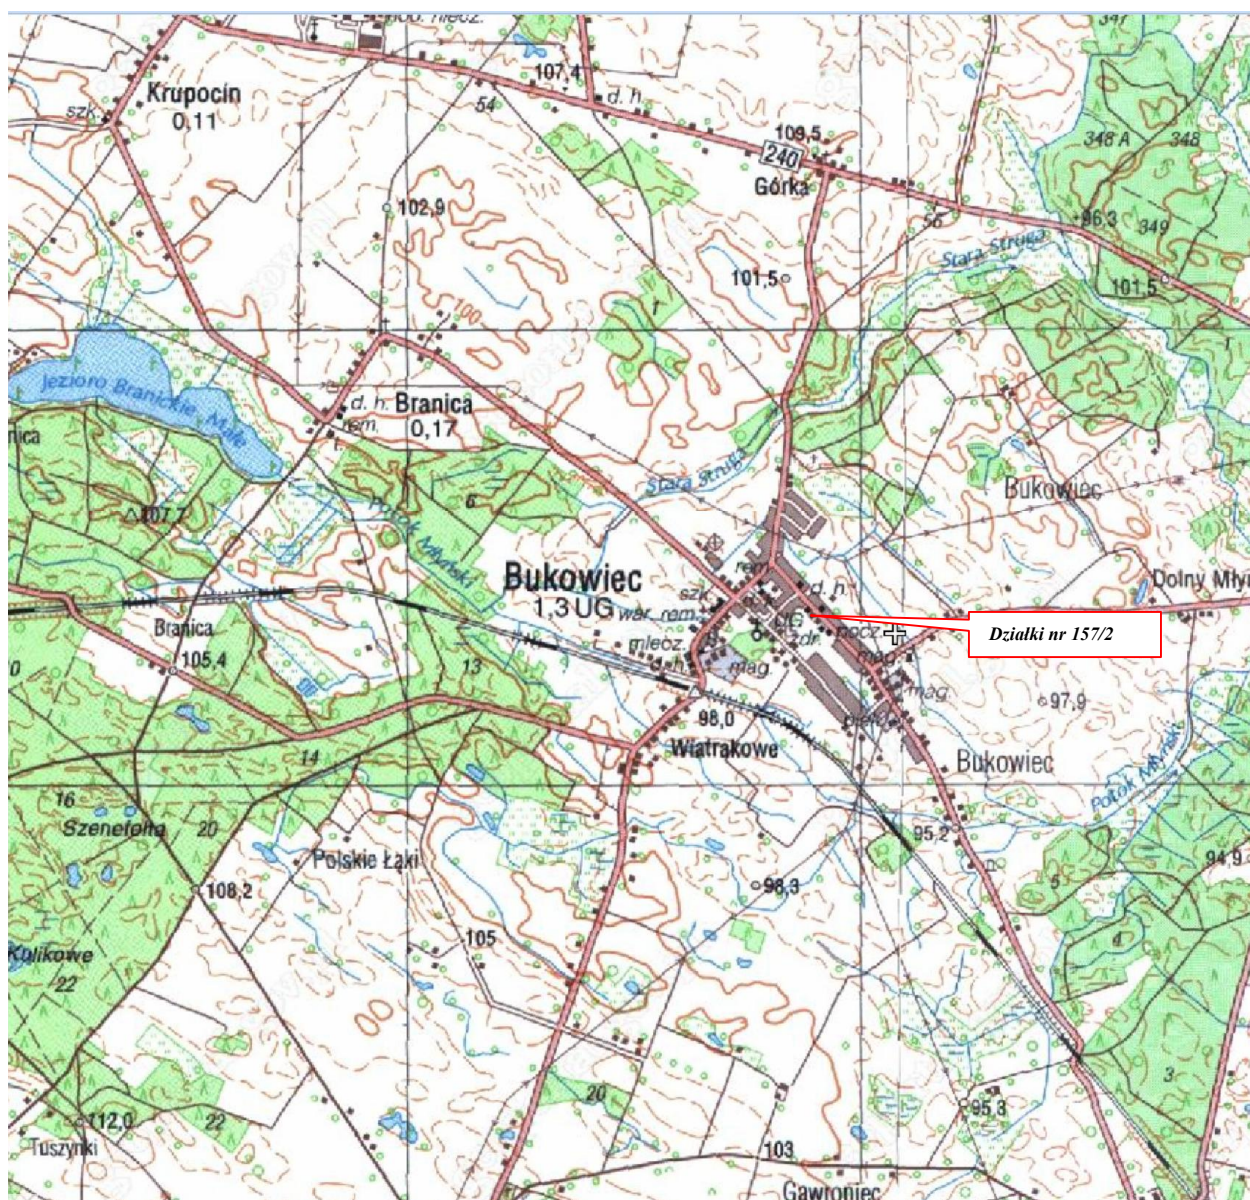 347
Krupocin
0,11
szk.
107,4
d. h.
54
109,5
240
Górka
348 A
348
349
96,3
55
Stara Struga
101,5
102,9
101,5
100
1
Jezioro Branickie Małe
d. h.
rem.
Branica
0,17
107,7
6
Potok Młyński
Stara Struga
Bukowiec
rem.
Bukowiec
1,3 UG
szk.
war. rem.
mlecz.
d. h.
UG
zdr.
pocz.
mag.
mag.
mag.
Dolny Młyn
Działki nr 157/2
Branica
105,4
13
14
98,0
Wiatrakowe
97,9
Bukowiec
Potok Młyński
16
20
Polskie Łąki
108,2
22
98,3
95,2
94,9
5
4
105
20
3
112,0
22
Tuszynki
95,3
103
Gawroniec